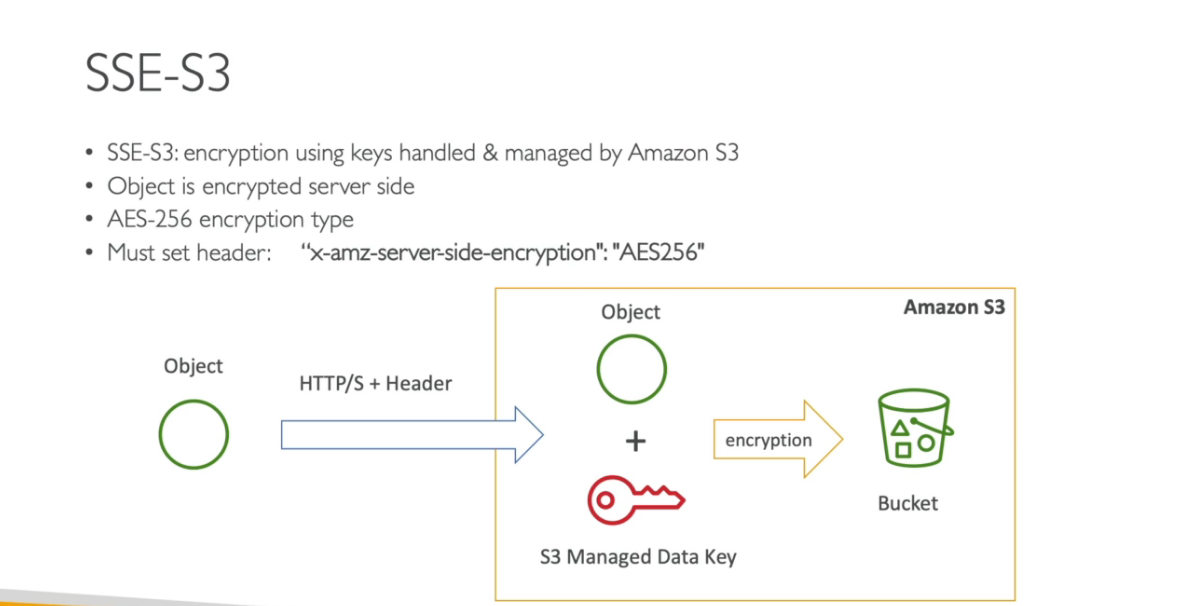 SSE-S3
• SSE-S3: encryption using keys handled & managed by Amazon S3
• Object is encrypted server side
• AES-256 encryption type
• Must set header: “x-amz-server-side-encryption": "AES256"
Object
HTTP/S + Header
Object
Amazon S3
+
encryption
Bucket
S3 Managed Data Key